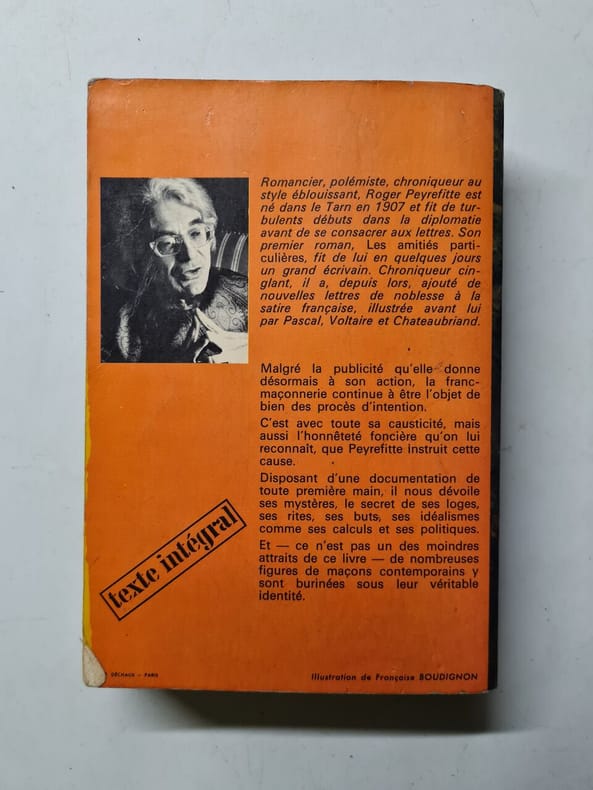 Romancier, polémiste, chroniqueur au
style éblouissant, Roger Peyrefitte est
né dans le Tarn en 1907 et fit de tur-
bulents débuts dans la diplomatie
avant de se consacrer aux lettres. Son
premier roman, Les amitiés parti-
culières, fit de lui en quelques jours
un grand écrivain. Chroniqueur cin-
glant, il a, depuis lors, ajouté de
nouvelles lettres de noblesse à la
satire française, illustrée avant lui
par Pascal, Voltaire et Chateaubriand.
Malgré la publicité qu'elle donne
désormais à son action, la franc-
maçonnerie continue à être l'objet de
bien des procès d'intention.
C'est avec toute sa causticité, mais
aussi l'honnêteté foncière qu'on lui
reconnaît, que Peyrefitte instruit cette
cause.
Disposant d'une documentation de
toute première main, il nous dévoile
ses mystères, le secret de ses loges,
ses rites, ses buts, ses idéalismes
comme ses calculs et ses politiques.
Et — ce n'est pas un des moindres
attraits de ce livre — de nombreuses
figures de maçons contemporains y
sont burinées sous leur véritable
identité.
texte intégral
DÉCHAUX - PARIS
Illustration de Françoise BOUDIGNON